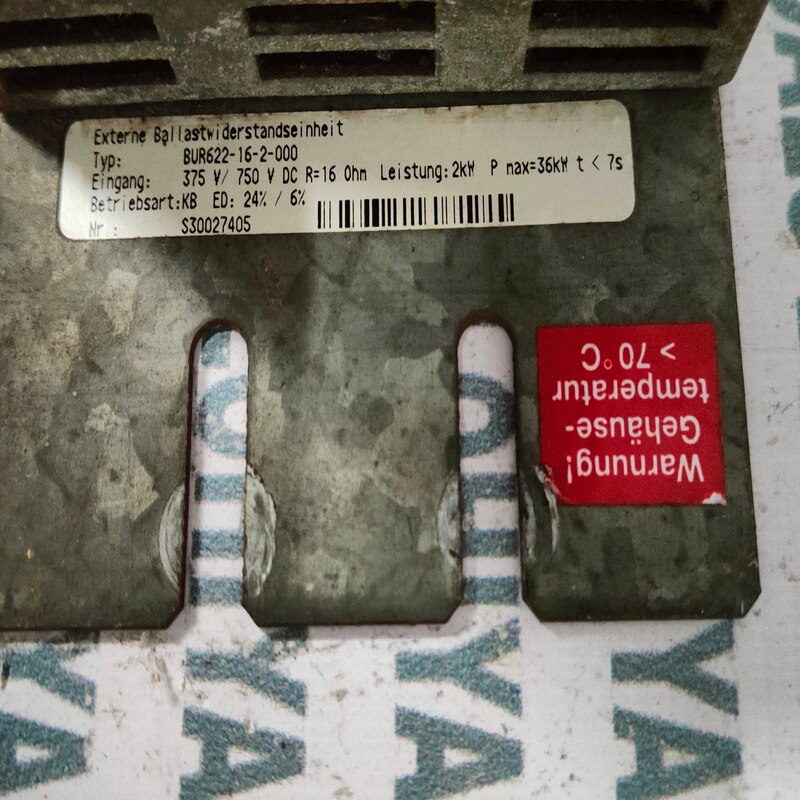 Externe Ballastwiderstandseinheit
Typ: BUR622-16-2-000
Eingang: 375 V/ 750 V DC R=16 Ohm Leistung:2kW P max=36kW t < 7s
Betriebsart:KB ED: 24% / 6%
Nr.: S30027405
Warnung!
Gehäuse-
temperatur
> 70°C